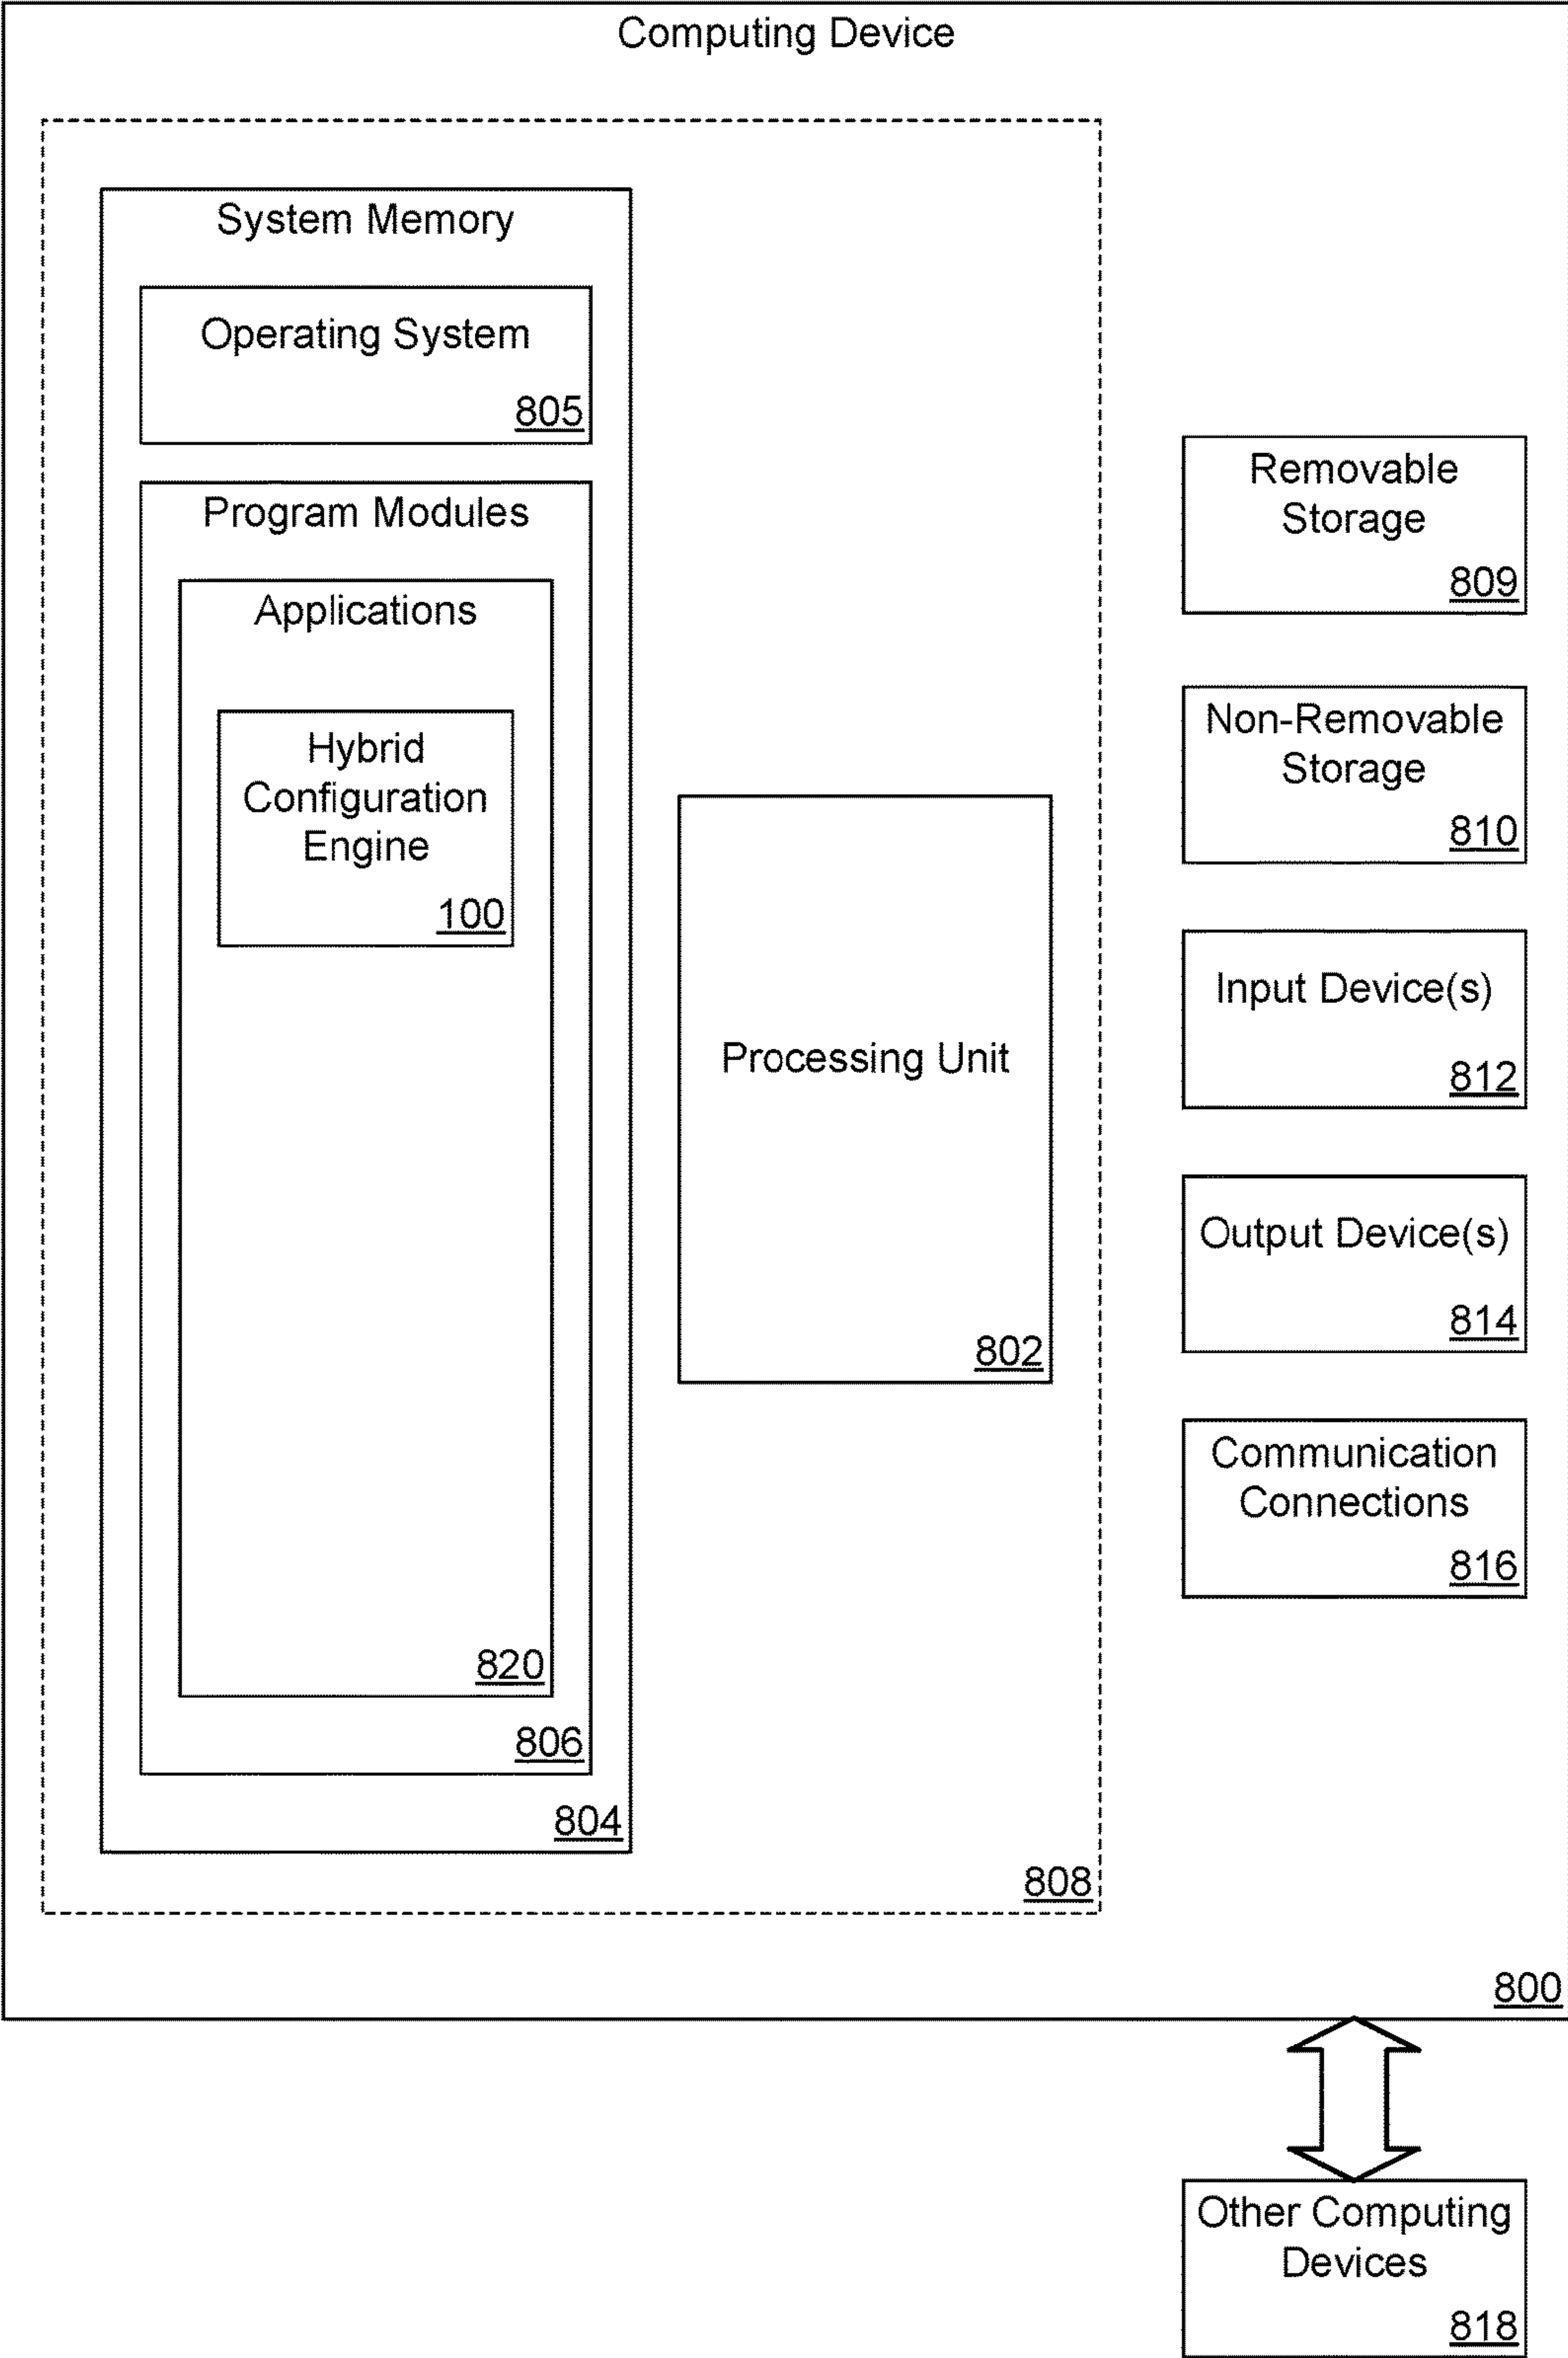 Computing Device
System Memory
Operating System
805
Program Modules
Applications
Hybrid
Configuration
Engine
100
820
806
804
Processing Unit
802
808
Removable
Storage
809
Non-Removable
Storage
810
Input Device(s)
812
Output Device(s)
814
Communication
Connections
816
800
Other Computing
Devices
818